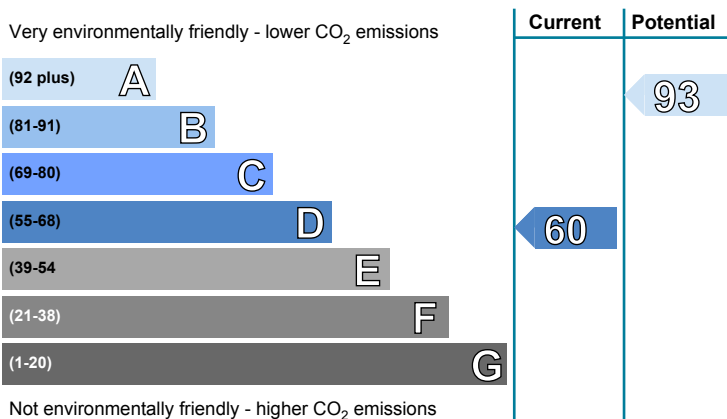 Current Potential
Very environmentally friendly - lower CO2 emissions
(92 plus) A
93
(81-91) B
(69-80) C
(55-68) D
60
(39-54 E
(21-38) F
(1-20) G
Not environmentally friendly - higher CO2 emissions